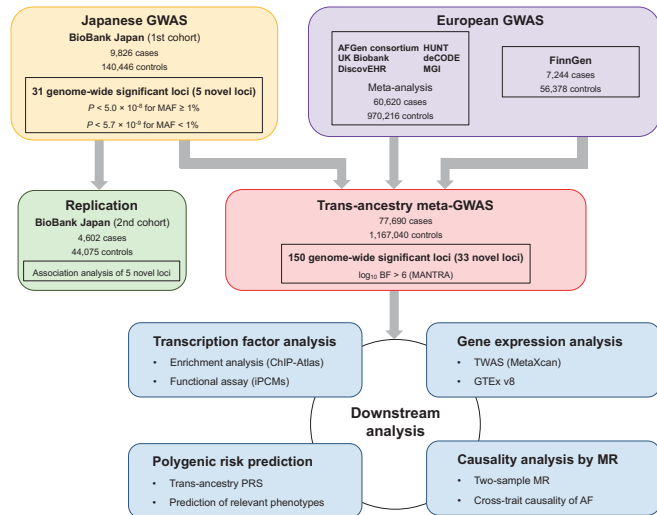 Japanese GWAS
BioBank Japan (1st cohort)
9,826 cases
140,446 controls
31 genome-wide significant loci (5 novel loci)
P < 5.0 × 10⁻⁸ for MAF ≥ 1%
P < 5.7 × 10⁻⁹ for MAF < 1%
European GWAS
AFGen consortium HUNT
UK Biobank deCODE
DiscovEHR MGI
Meta-analysis
60,620 cases
970,216 controls
FinnGen
7,244 cases
56,378 controls
Replication
BioBank Japan (2nd cohort)
4,602 cases
44,075 controls
Association analysis of 5 novel loci
Trans-ancestry meta-GWAS
77,690 cases
1,167,040 controls
150 genome-wide significant loci (33 novel loci)
log₁₀ BF > 6 (MANTRA)
Transcription factor analysis
• Enrichment analysis (ChIP-Atlas)
• Functional assay (iPCMs)
Gene expression analysis
• TWAS (MetaXcan)
• GTEx v8
Downstream
analysis
Polygenic risk prediction
• Trans-ancestry PRS
• Prediction of relevant phenotypes
Causality analysis by MR
• Two-sample MR
• Cross-trait causality of AF